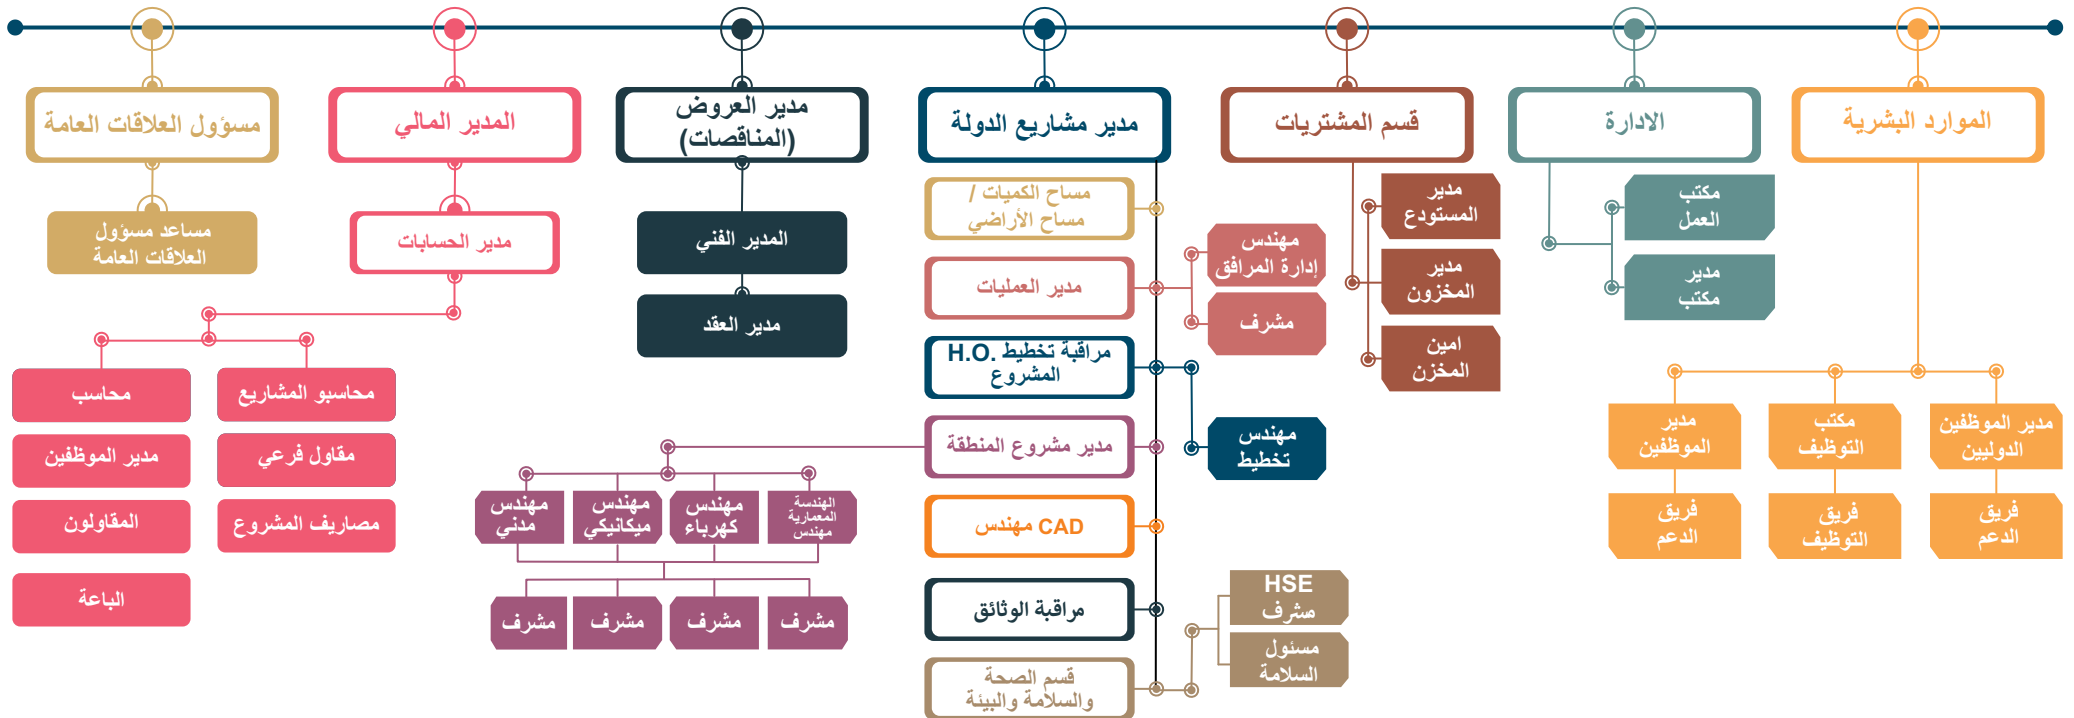 الموارد البشرية
الادارة
قسم المشتريات
مدير مشاريع الدولة
مدير العروض
(المناقصات)
المدير المالي
مسؤول العلاقات العامة
مدير الموظفين
الدوليين
مكتب
التوظيف
مدير
الموظفين
فريق
الدعم
فريق
التوظيف
فريق
الدعم
مكتب
العمل
مدير
مكتب
مدير
المستودع
مدير
المخزون
امين
المخزن
مساح الكميات /
مساح الأراضي
مدير العمليات
مهندس
إدارة المرافق
مشرف
مراقبة تخطيط .H.O
المشروع
مهندس
تخطيط
مدير مشروع المنطقة
الهندسة
المعمارية
مهندس
مهندس
كهرباء
مهندس
ميكانيكي
مهندس
مدني
مشرف
مشرف
مشرف
مشرف
مهندس CAD
مراقبة الوثائق
قسم الصحة
والسلامة والبيئة
HSE
مشرف
مسئول
السلامة
المدير الفني
مدير العقد
مدير الحسابات
محاسبو المشاريع
مقاول فرعي
مصاريف المشروع
محاسب
مدير الموظفين
المقاولون
الباعة
مساعد مسؤول
العلاقات العامة